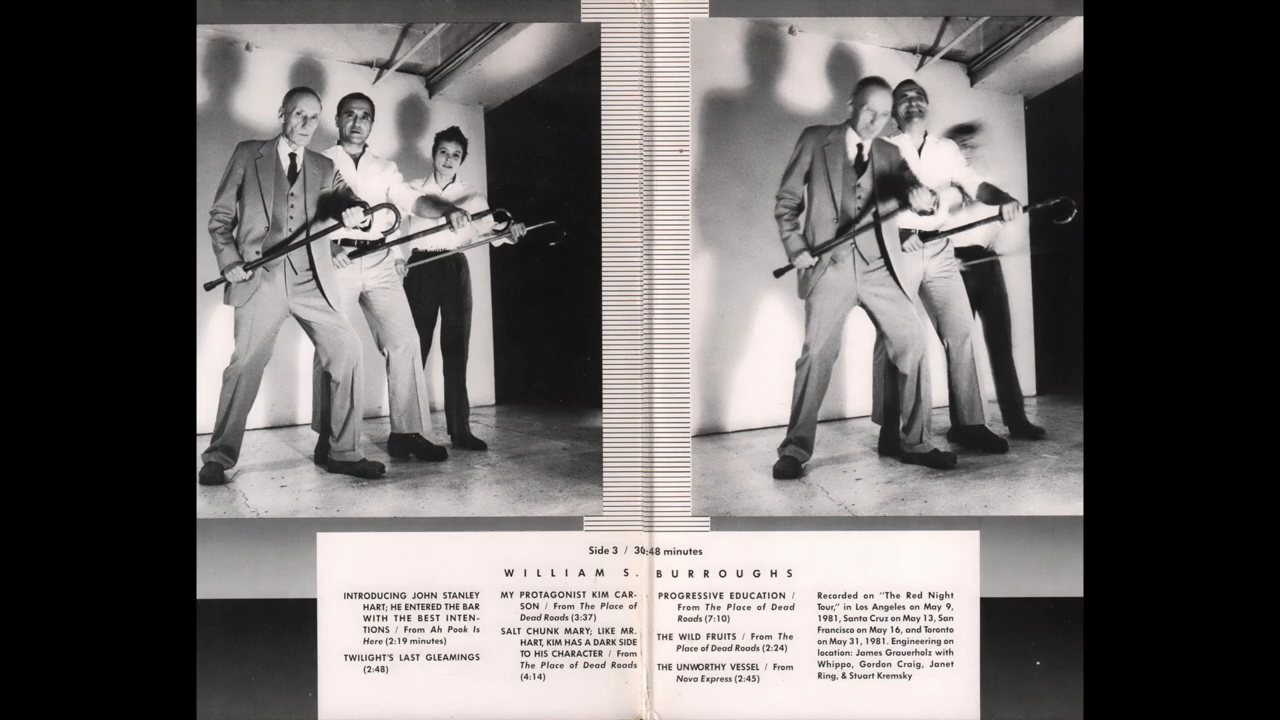 Side 3 / 30:48 minutes
WILLIAM S. BURROUGHS
INTRODUCING JOHN STANLEY
HART; HE ENTERED THE BAR
WITH THE BEST INTEN-
TIONS / From Ah Pook Is
Here (2:19 minutes)
TWILIGHT'S LAST GLEAMINGS
(2:48)
MY PROTAGONIST KIM CAR-
SON / From The Place of
Dead Roads (3:37)
SALT CHUNK MARY; LIKE MR.
HART, KIM HAS A DARK SIDE
TO HIS CHARACTER / From
The Place of Dead Roads
(4:14)
PROGRESSIVE EDUCATION /
From The Place of Dead
Roads (7:10)
THE WILD FRUITS / From The
Place of Dead Roads (2:24)
THE UNWORTHY VESSEL / From
Nova Express (2:45)
Recorded on "The Red Night
Tour," in Los Angeles on May 9,
1981, Santa Cruz on May 13, San
Francisco on May 16, and Toronto
on May 31, 1981. Engineering on
location: James Grauerholz with
Whippo, Gordon Craig, Janet
Ring, & Stuart Kremsky